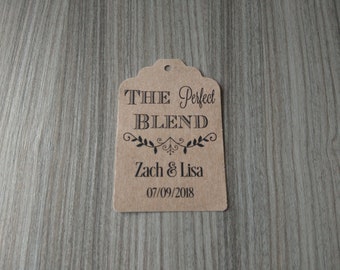 The Perfect
Blend
Zach & Lisa
07/09/2018